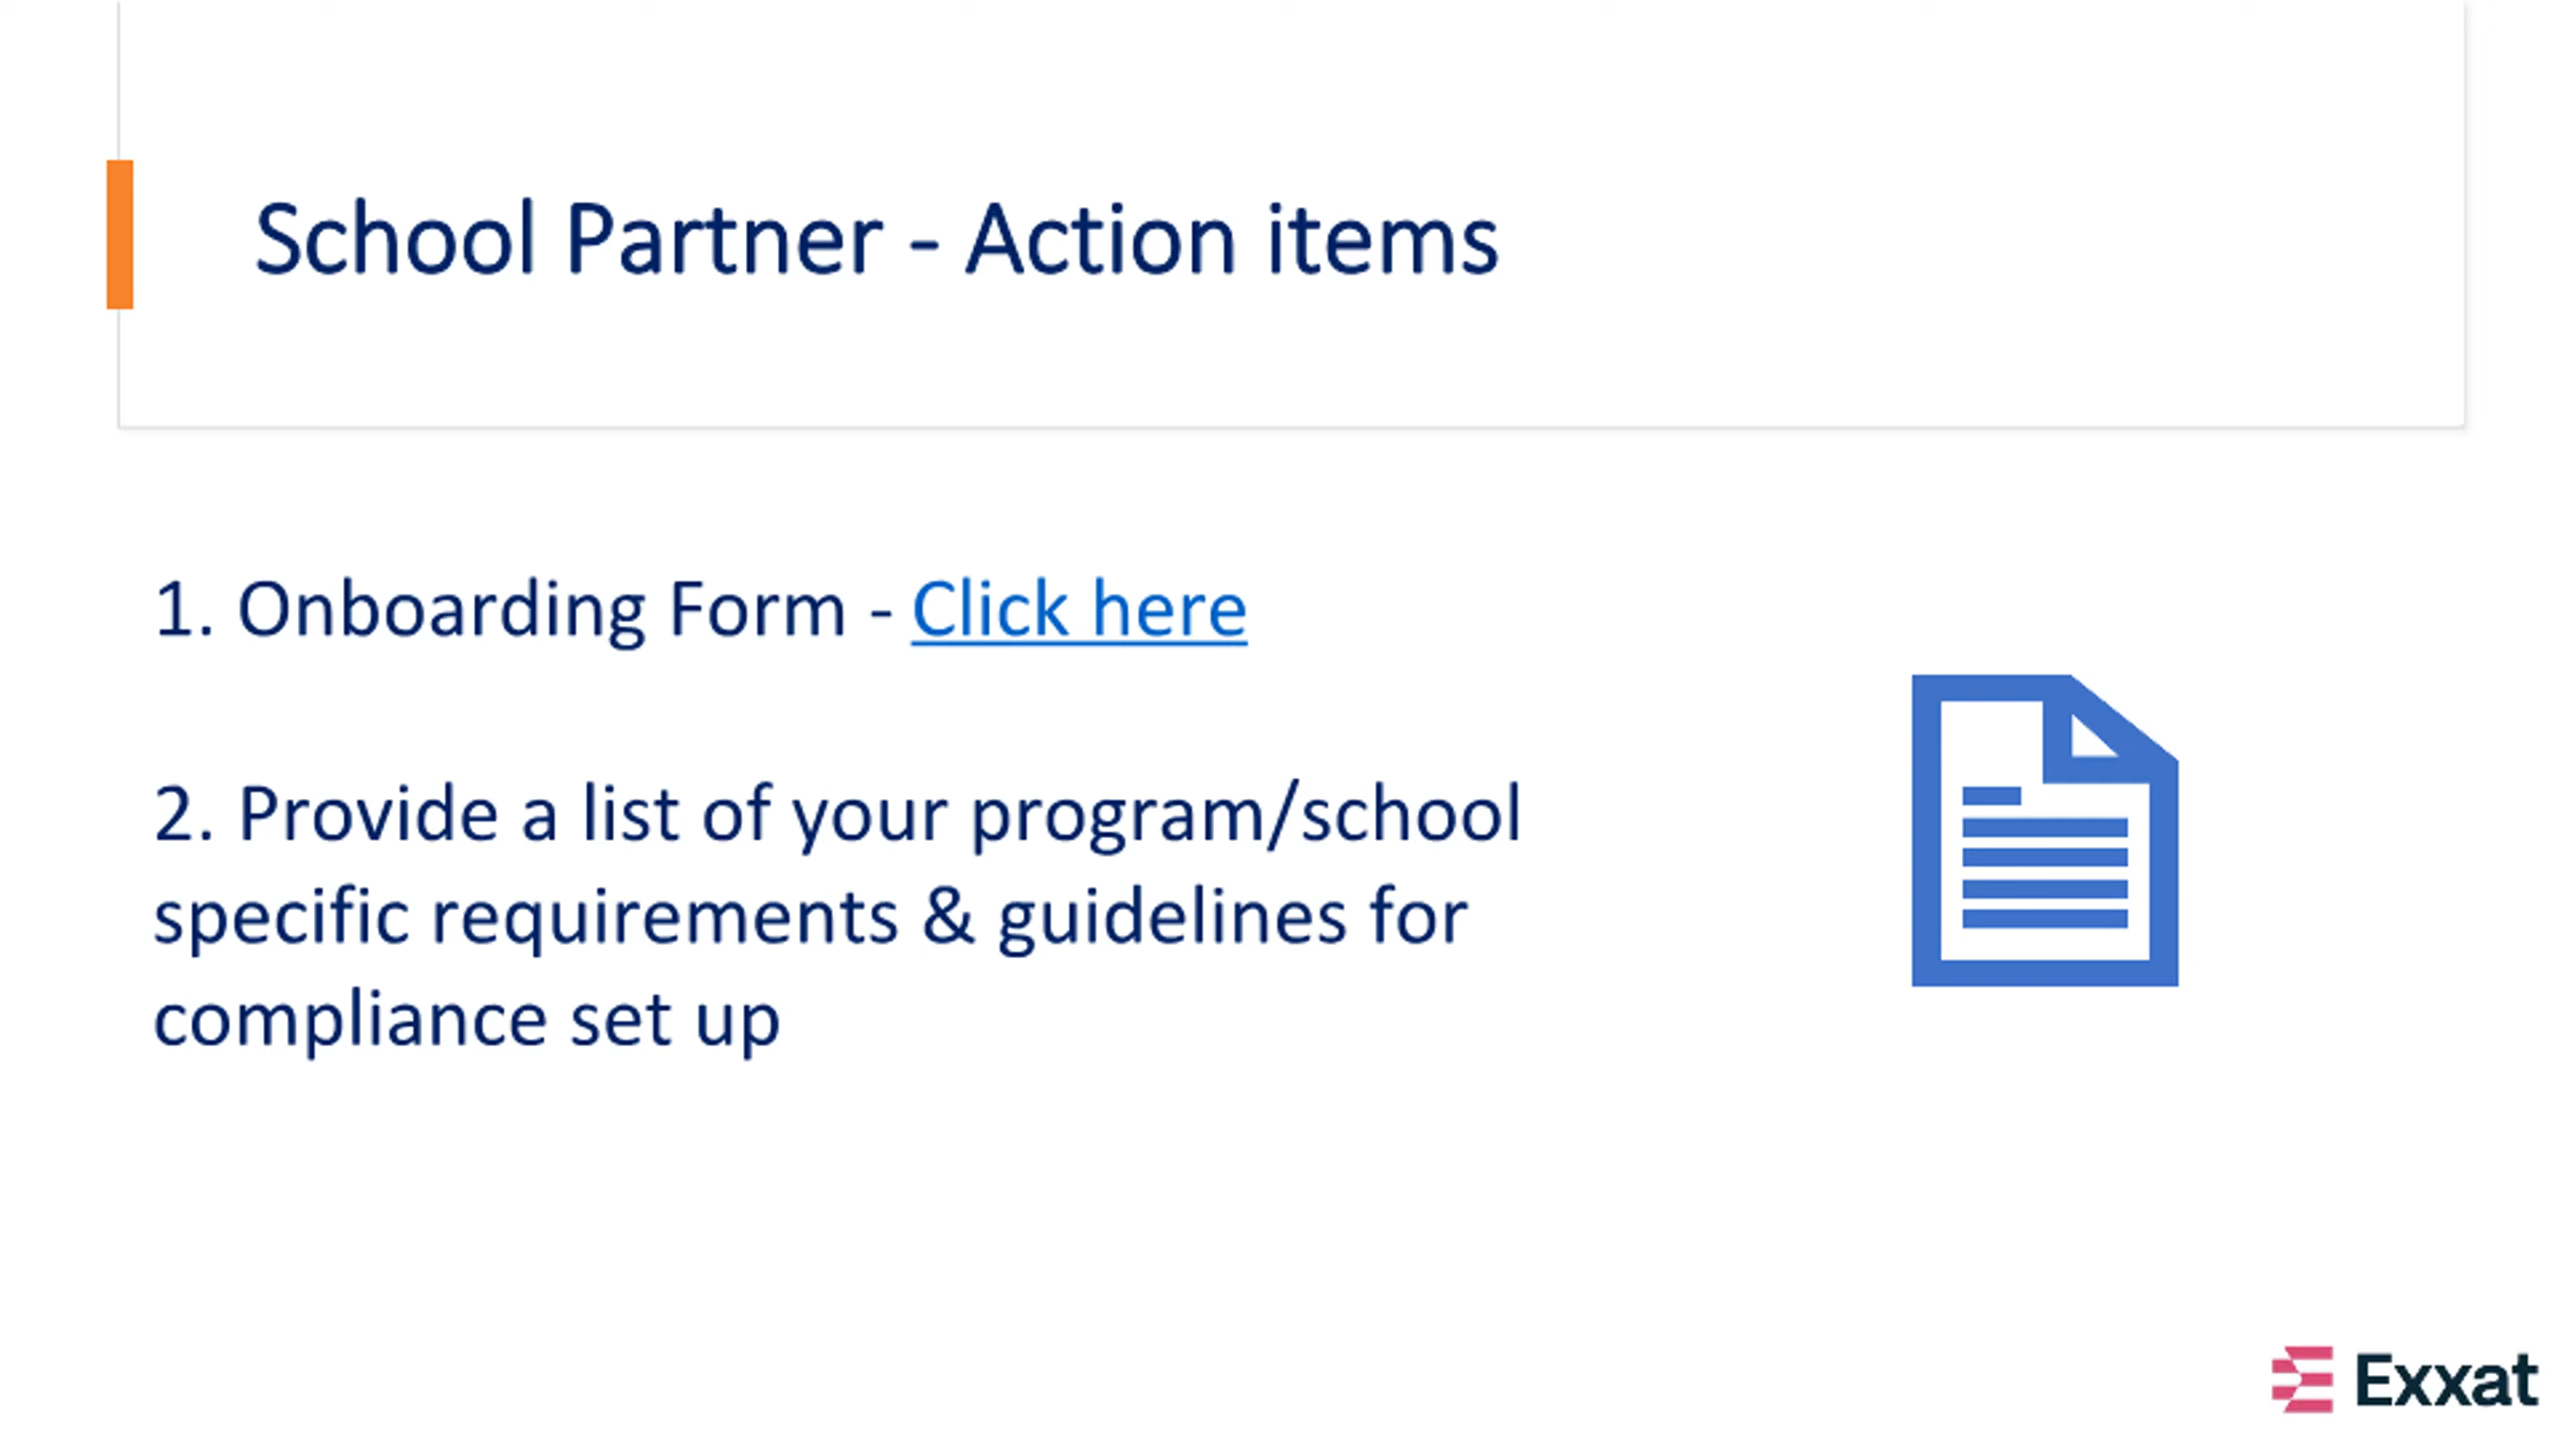 School Partner - Action items
1. Onboarding Form - Click here
2. Provide a list of your program/school
specific requirements & guidelines for
compliance set up
Exxat